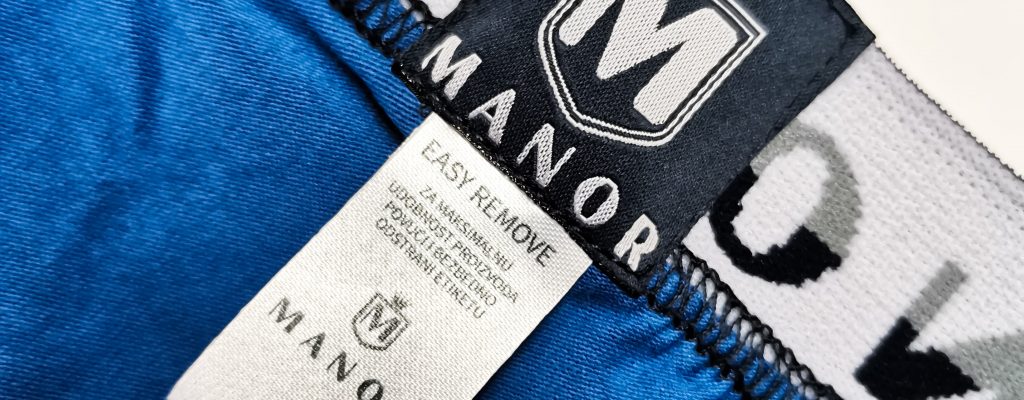 M
MANOR
EASY REMOVE
ZA MAKSIMALNU
UDOBNOST PROIZVODA
POVUCI I BEZBEDNO
ODSTRANI ETIKETU
M
MANO